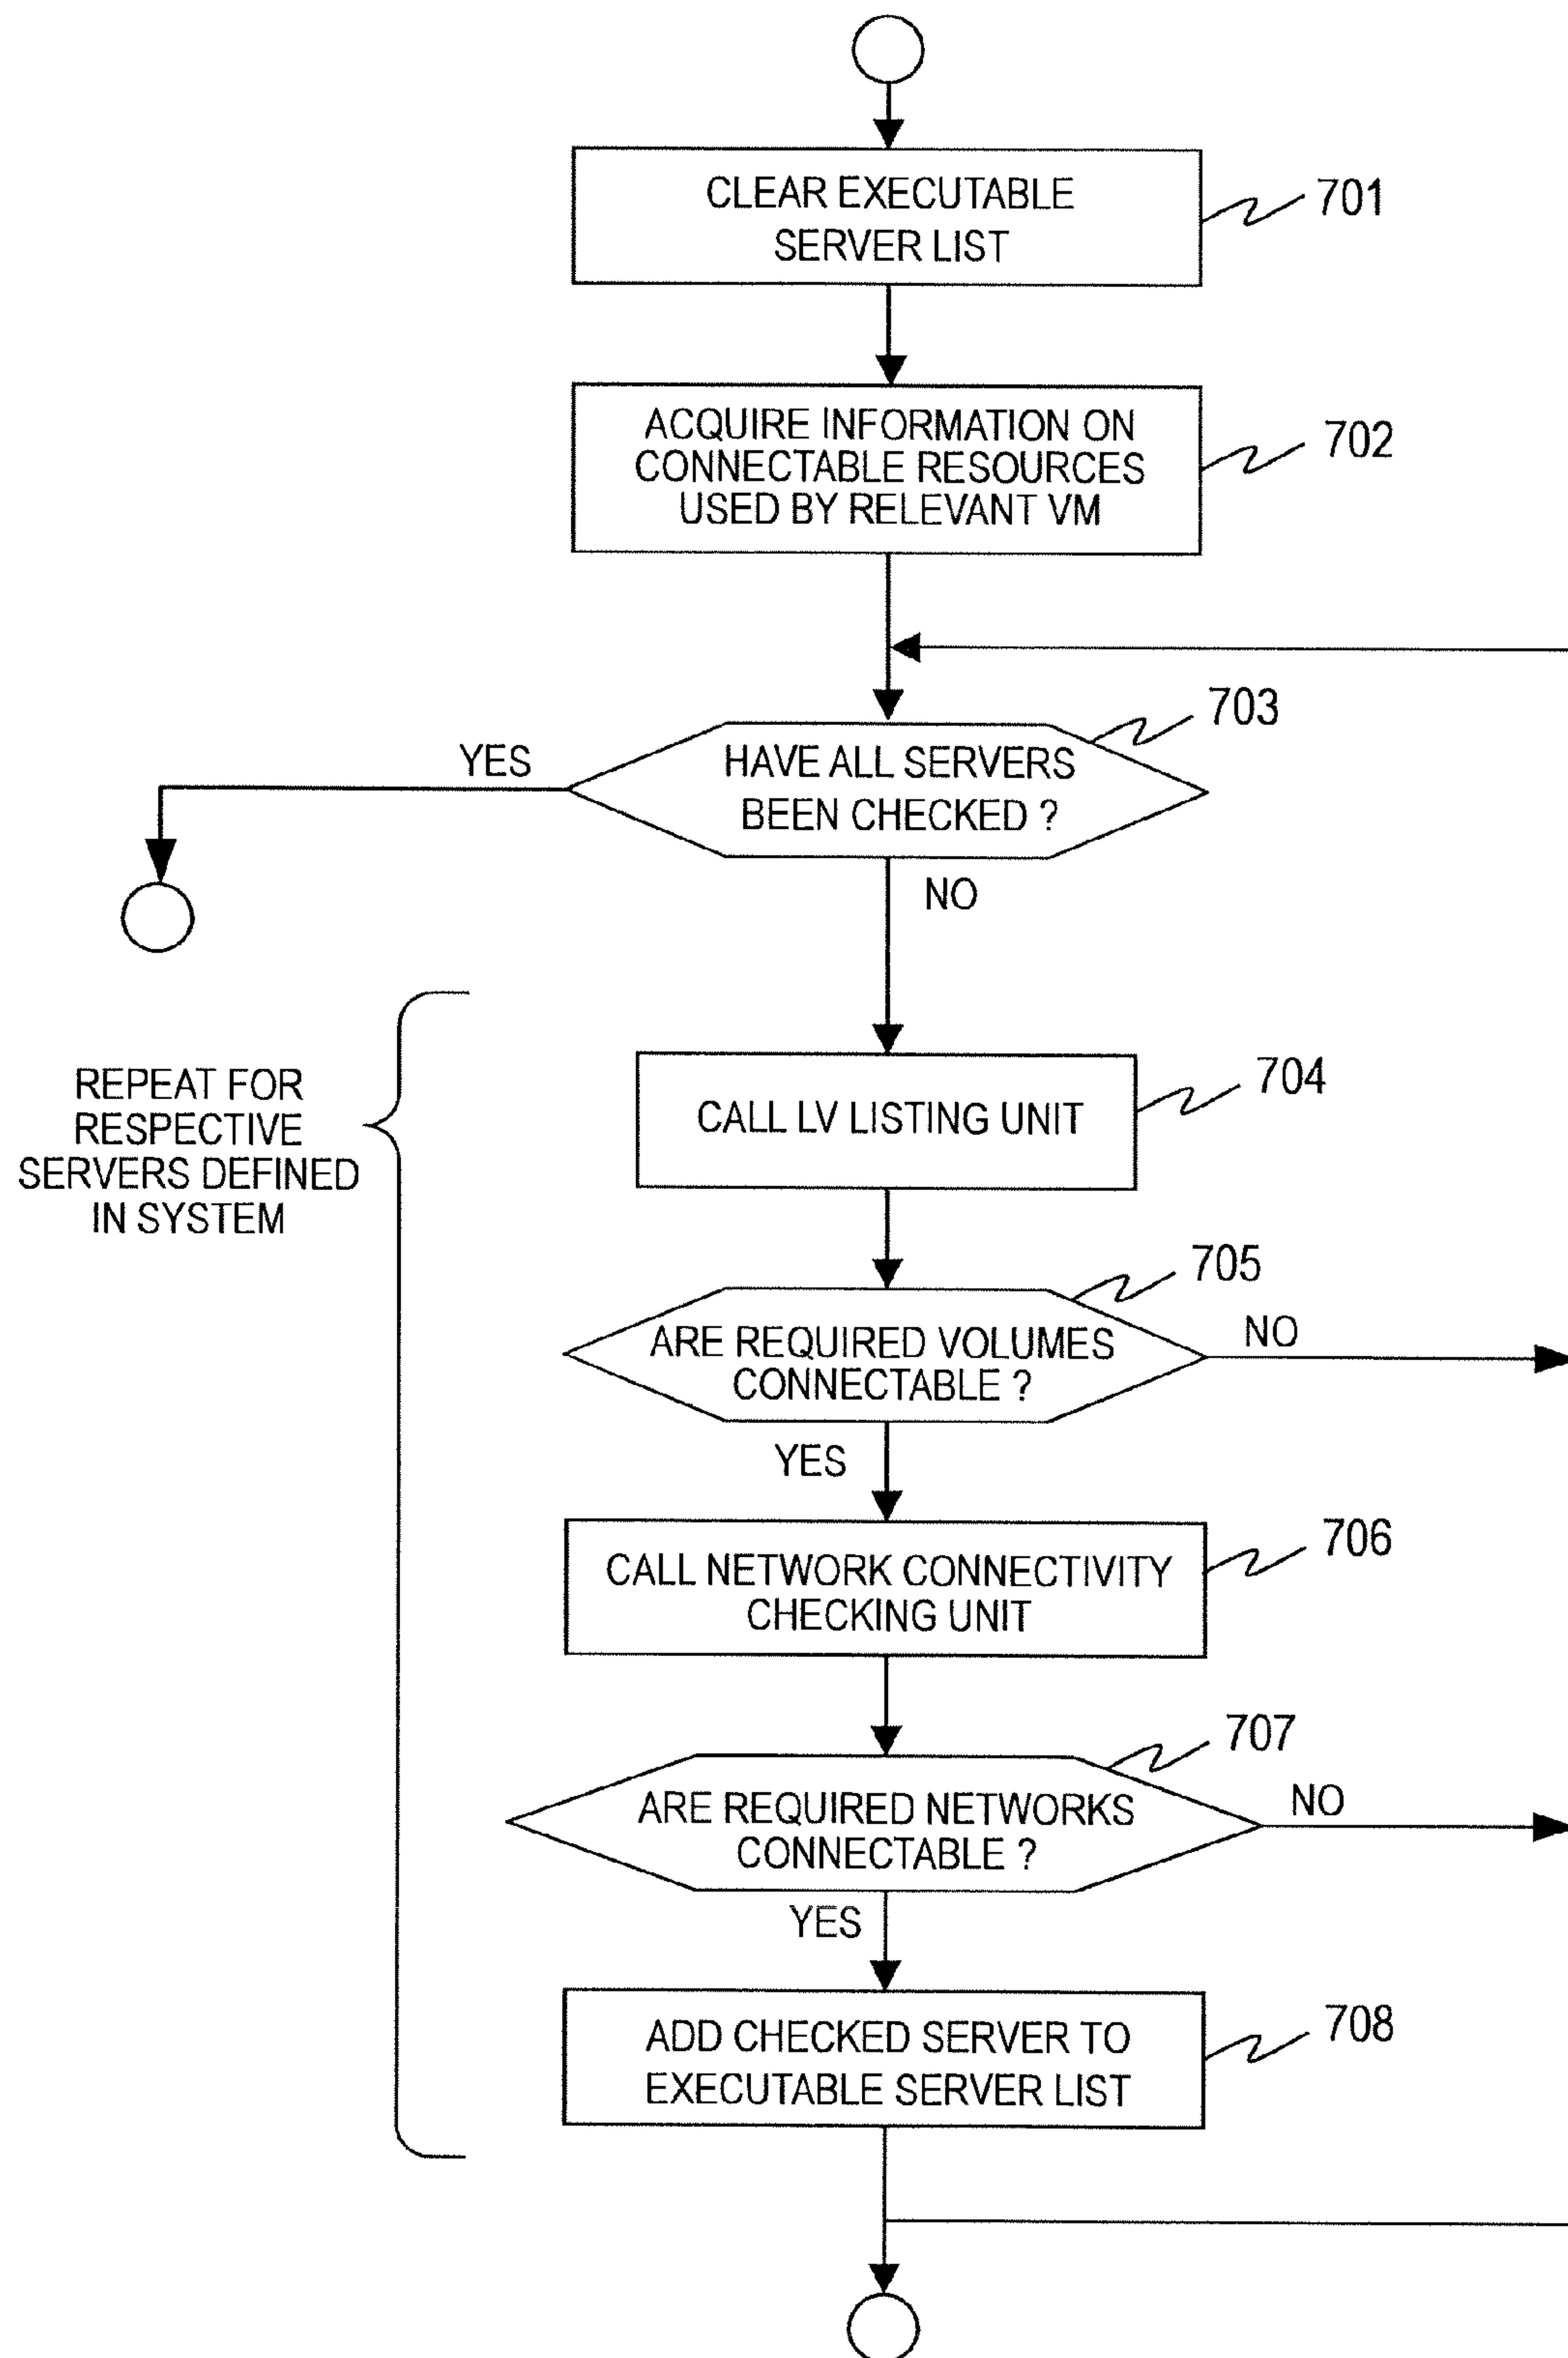 CLEAR EXECUTABLE
SERVER LIST
701
ACQUIRE INFORMATION ON
CONNECTABLE RESOURCES
USED BY RELEVANT VM
702
703
YES
HAVE ALL SERVERS
BEEN CHECKED ?
NO
REPEAT FOR
RESPECTIVE
SERVERS DEFINED
IN SYSTEM
704
CALL LV LISTING UNIT
705
ARE REQUIRED VOLUMES
CONNECTABLE ?
NO
YES
706
CALL NETWORK CONNECTIVITY
CHECKING UNIT
707
ARE REQUIRED NETWORKS
CONNECTABLE ?
NO
YES
708
ADD CHECKED SERVER TO
EXECUTABLE SERVER LIST